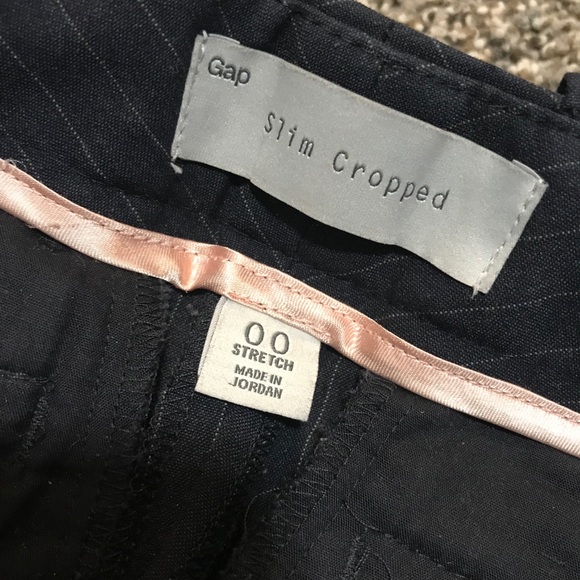 Gap
Slim Cropped
00
STRETCH
MADE IN
JORDAN